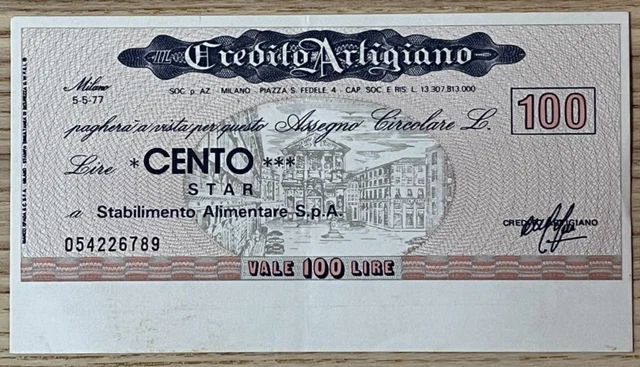 Credito Artigiano
SOC. p. AZ. MILANO PIAZZA S. FEDELE 4 - CAP. SOC. E RIS. L. 13.307.813.000
Milano
5-5-77
100
pagherà a vista per questo Assegno Circolare L.
Lire *CENTO***
STAR
a Stabilimento Alimentare S.p.A.
054226789
CREDITO ARTIGIANO
VALE 100 LIRE